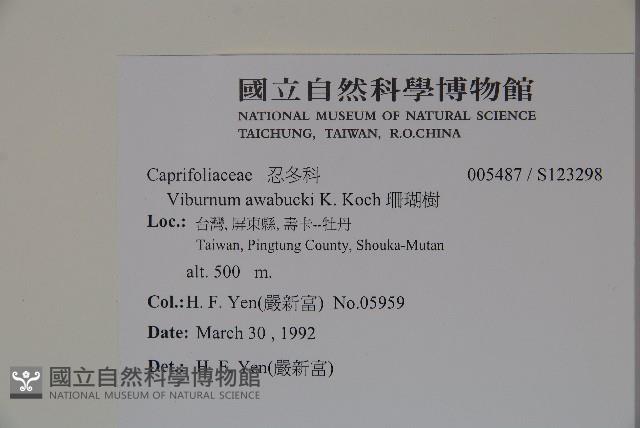 國立自然科學博物館
NATIONAL MUSEUM OF NATURAL SCIENCE
TAICHUNG, TAIWAN, R.O.CHINA
Caprifoliaceae 忍冬科 005487 / S123298
Viburnum awabucki K. Koch 珊瑚樹
Loc.: 台灣, 屏東縣, 壽卡--牡丹
Taiwan, Pingtung County, Shouka-Mutan
alt. 500 m.
Col.: H. F. Yen(嚴新富) No.05959
Date: March 30 , 1992
Det.: H. F. Yen(嚴新富)
國立自然科學博物館
NATIONAL MUSEUM OF NATURAL SCIENCE